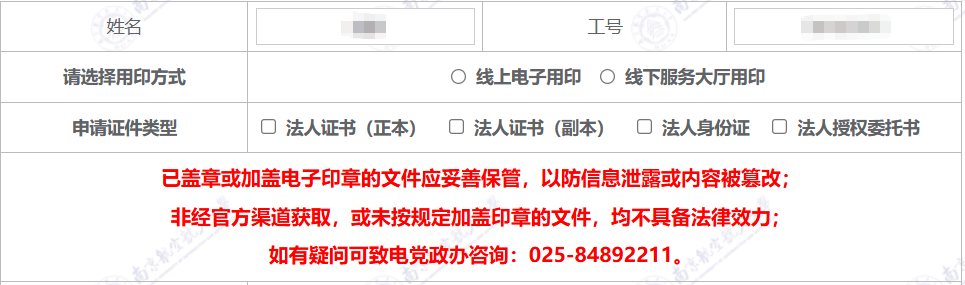 姓名 工号
请选择用印方式 线上电子用印 线下服务大厅用印
申请证件类型 法人证书（正本） 法人证书（副本） 法人身份证 法人授权委托书
已盖章或加盖电子印章的文件应妥善保管，以防信息泄露或内容被篡改；
非经官方渠道获取，或未按规定加盖印章的文件，均不具备法律效力；
如有疑问可致电党政办咨询：025-84892211。